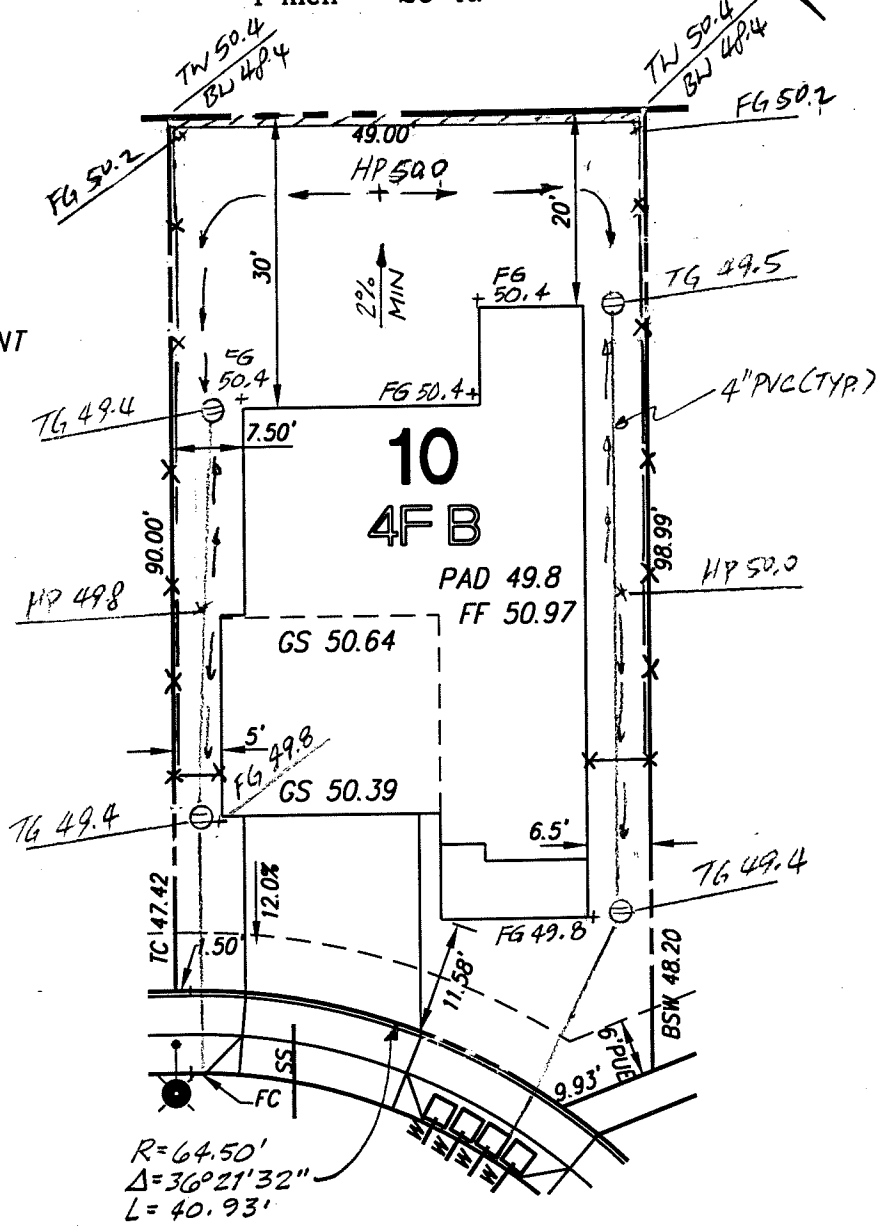 TW 50.4
BW 48.4
TW 50.4
BW 48.4
FG 50.2
FG 50.2
49.00'
HP 50.0
30'
20'
2%
MIN
FG
50.4
TG 49.5
NT
FG
50.4
FG 50.4
4" PVC (TYP.)
TG 49.4
7.50'
10
4F B
90.00'
98.99'
PAD 49.8
FF 50.97
HP 50.0
HP 49.8
GS 50.64
5'
FG 49.8
GS 50.39
TG 49.4
6.5'
TG 49.4
12.0%
TC 47.42
FG 49.8
1.50'
11.58'
BSW 48.20
6' PUE
9.93'
SS
FC
W
W
W
W
R=64.50'
Δ=36°21'32"
L=40.93'